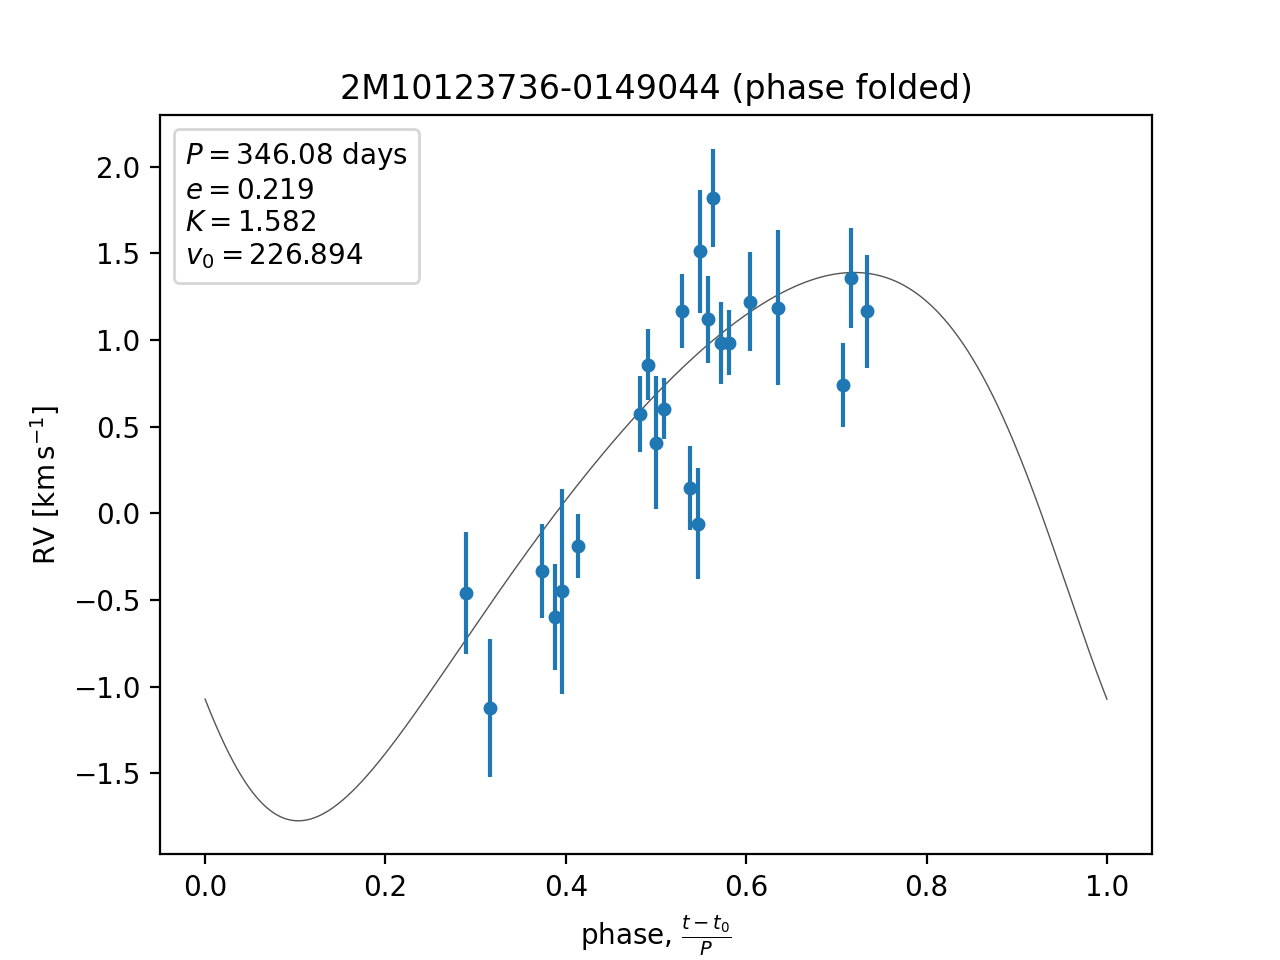 2M10123736-0149044 (phase folded)
P = 346.08 days
e = 0.219
K = 1.582
v₀ = 226.894
RV [km s⁻¹]
2.0
1.5
1.0
0.5
0.0
−0.5
−1.0
−1.5
0.0 0.2 0.4 0.6 0.8 1.0
phase, (t − t₀)/P